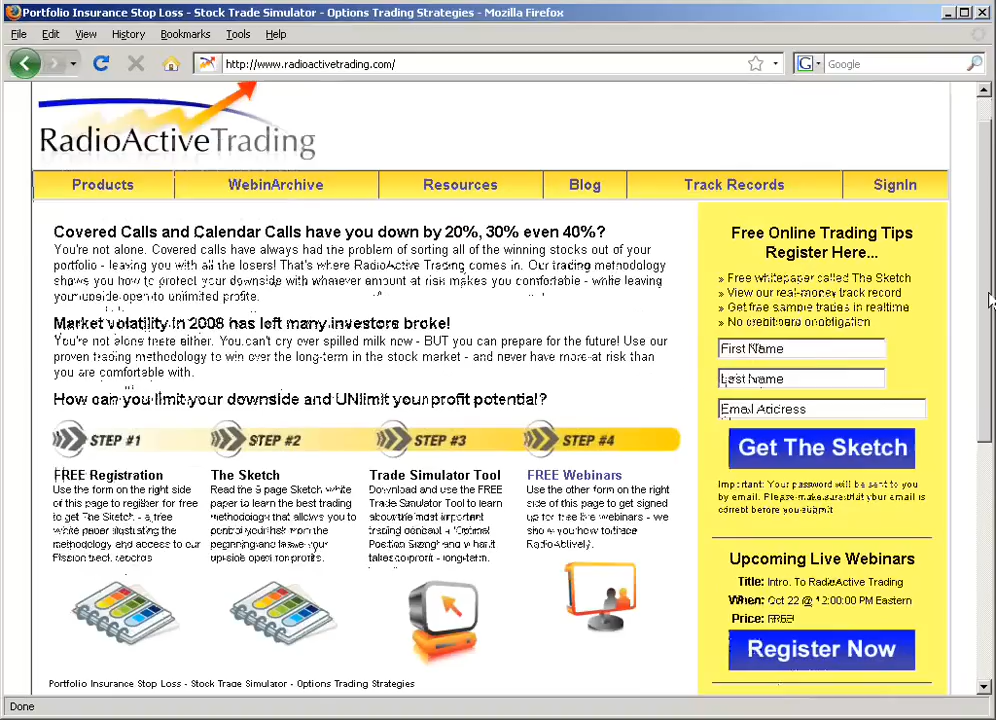 Portfolio Insurance Stop Loss - Stock Trade Simulator - Options Trading Strategies - Mozilla Firefox
File Edit View History Bookmarks Tools Help
http://www.radioactivetrading.com/ G Google
RadioActiveTrading
Products WebinArchive Resources Blog Track Records SignIn
Covered Calls and Calendar Calls have you down by 20%, 30% even 40%?
You're not alone. Covered calls have always had the problem of sorting all of the winning stocks out of your
portfolio - leaving you with all the losers! That's where RadioActive Trading comes in. Our trading methodology
shows you how to protect your downside with whatever amount at risk makes you comfortable - while leaving
your upside open to unlimited profits.
Market volatility in 2008 has left many investors broke!
You're not alone there either. You can't cry over spilled milk now - BUT you can prepare for the future! Use our
proven trading methodology to win over the long-term in the stock market - and never have more at risk than
you are comfortable with.
How can you limit your downside and UNlimit your profit potential?
STEP #1 STEP #2 STEP #3 STEP #4
FREE Registration
Use the form on the right side
of this page to register for free
to get The Sketch - a free
white paper illustrating the
methodology and access to our
track records
The Sketch
Read the page Sketch white
paper to learn the best trading
methodology that allows you to
control your risk from the
beginning and leave your
upside open for profits.
Trade Simulator Tool
Download and use the FREE
Trade Simulator Tool to learn
about the most important
trading concept - "Optimal
Position Sizing" and what it
takes to profit - long-term.
FREE Webinars
Use the other form on the right
side of this page to get signed
up for free live webinars - we
show you how to trade
RadioActively.
Portfolio Insurance Stop Loss - Stock Trade Simulator - Options Trading Strategies
Free Online Trading Tips
Register Here...
» Free whitepaper called The Sketch
» View our real-money track record
» Get free sample trades in realtime
» No credit card or obligation
First Name
Last Name
Email Address
Get The Sketch
Important: Your password will be sent to you
by email. Please make sure that your email is
correct before you submit
Upcoming Live Webinars
Title: Intro. To RadioActive Trading
When: Oct 22 @ 12:00:00 PM Eastern
Price: FREE!
Register Now
Done